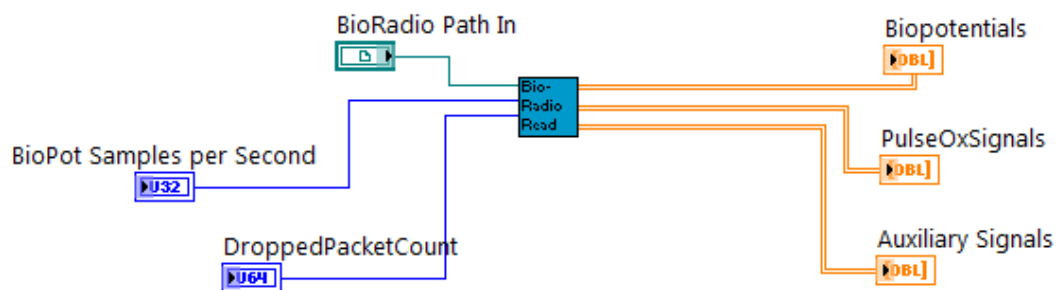 BioRadio Path In
Biopotentials
DBL]
Bio-
Radio
Read
BioPot Samples per Second
U32
PulseOxSignals
DBL]
DroppedPacketCount
U64
Auxiliary Signals
DBL]